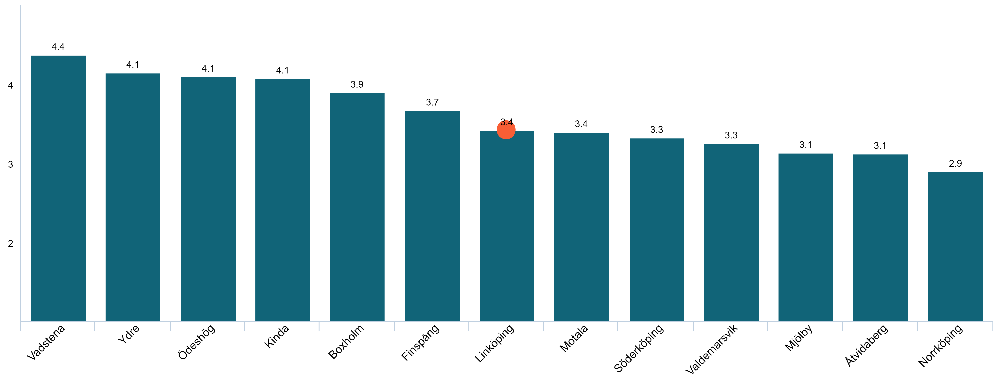 4.4
4.1
4.1
4.1
3.9
3.7
3.4
3.4
3.3
3.3
3.1
3.1
2.9
4
3
2
Vadstena
Ydre
Ödeshög
Kinda
Boxholm
Finspång
Linköping
Motala
Söderköping
Valdemarsvik
Mjölby
Åtvidaberg
Norrköping